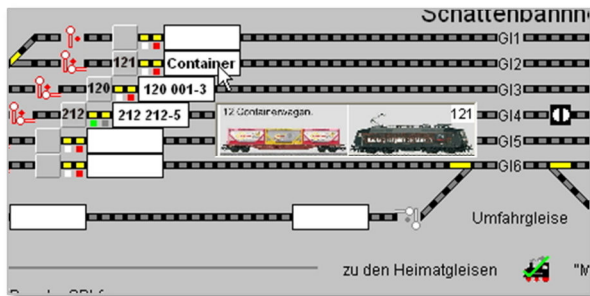 Schattenbahnh
Gl1
121
Container
Gl2
120
120 001-3
Gl3
212
212 212-5
12 Containerwagen.
121
Gl4
Gl5
Gl6
Umfahrgleise
zu den Heimatgleisen
"M